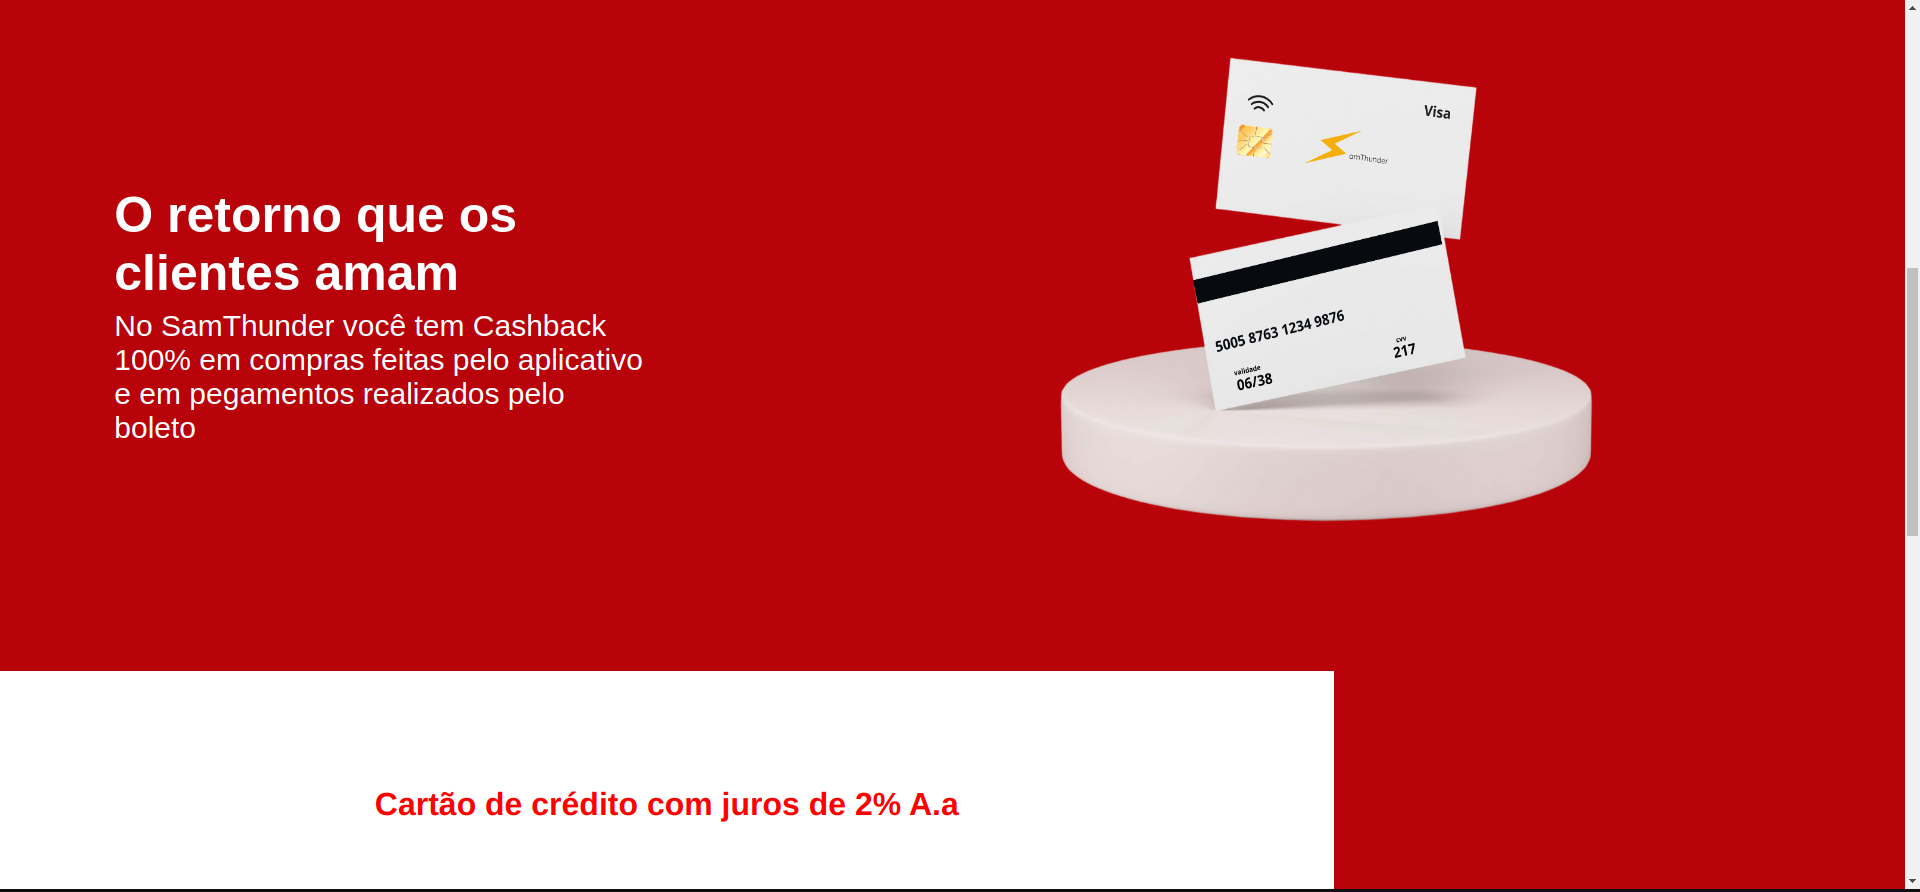 O retorno que os
clientes amam
No SamThunder você tem Cashback
100% em compras feitas pelo aplicativo
e em pegamentos realizados pelo
boleto
Visa
amThunder
5005 8763 1234 9876
cvv
217
validade
06/38
Cartão de crédito com juros de 2% A.a